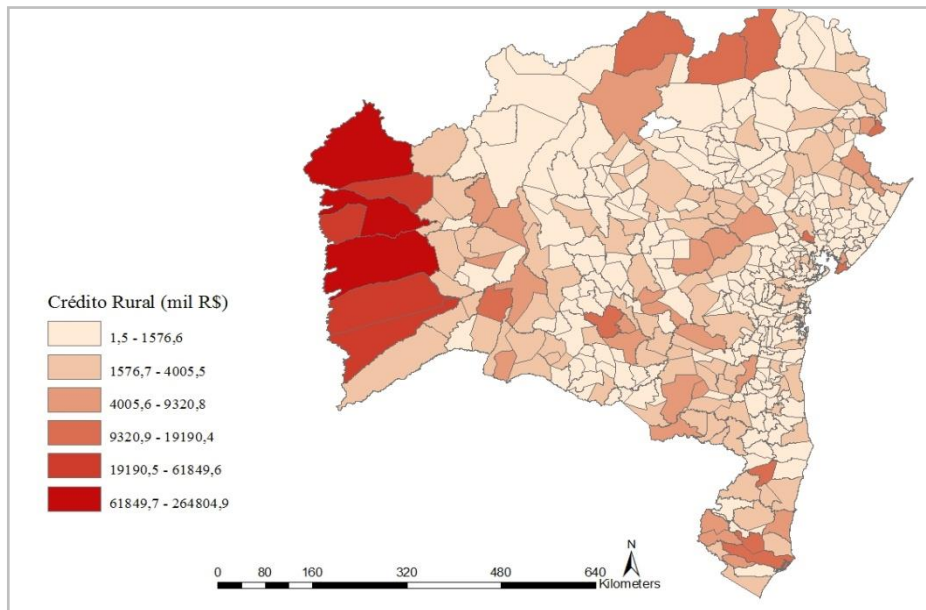 Crédito Rural (mil R$)
1,5 - 1576,6
1576,7 - 4005,5
4005,6 - 9320,8
9320,9 - 19190,4
19190,5 - 61849,6
61849,7 - 264804,9
N
0 80 160 320 480 640
Kilometers